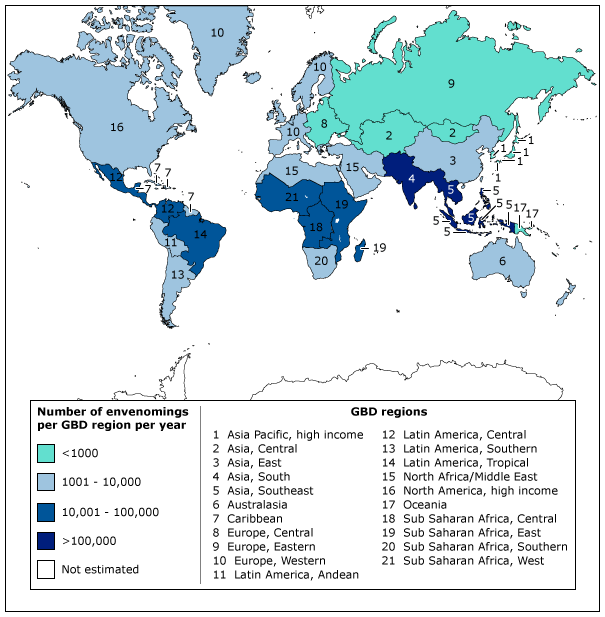 10
10
9
8
16
10 2 2
1
1
1
3 1
7 15
7 15
12 4 1
7 5 5
7 21
19 5
12 5 17 17
5 5
18
14 5
11
19
20 6
13
Number of envenomings
per GBD region per year
<1000
1001 - 10,000
10,001 - 100,000
>100,000
Not estimated
GBD regions
1 Asia Pacific, high income
2 Asia, Central
3 Asia, East
4 Asia, South
5 Asia, Southeast
6 Australasia
7 Caribbean
8 Europe, Central
9 Europe, Eastern
10 Europe, Western
11 Latin America, Andean
12 Latin America, Central
13 Latin America, Southern
14 Latin America, Tropical
15 North Africa/Middle East
16 North America, high income
17 Oceania
18 Sub Saharan Africa, Central
19 Sub Saharan Africa, East
20 Sub Saharan Africa, Southern
21 Sub Saharan Africa, West